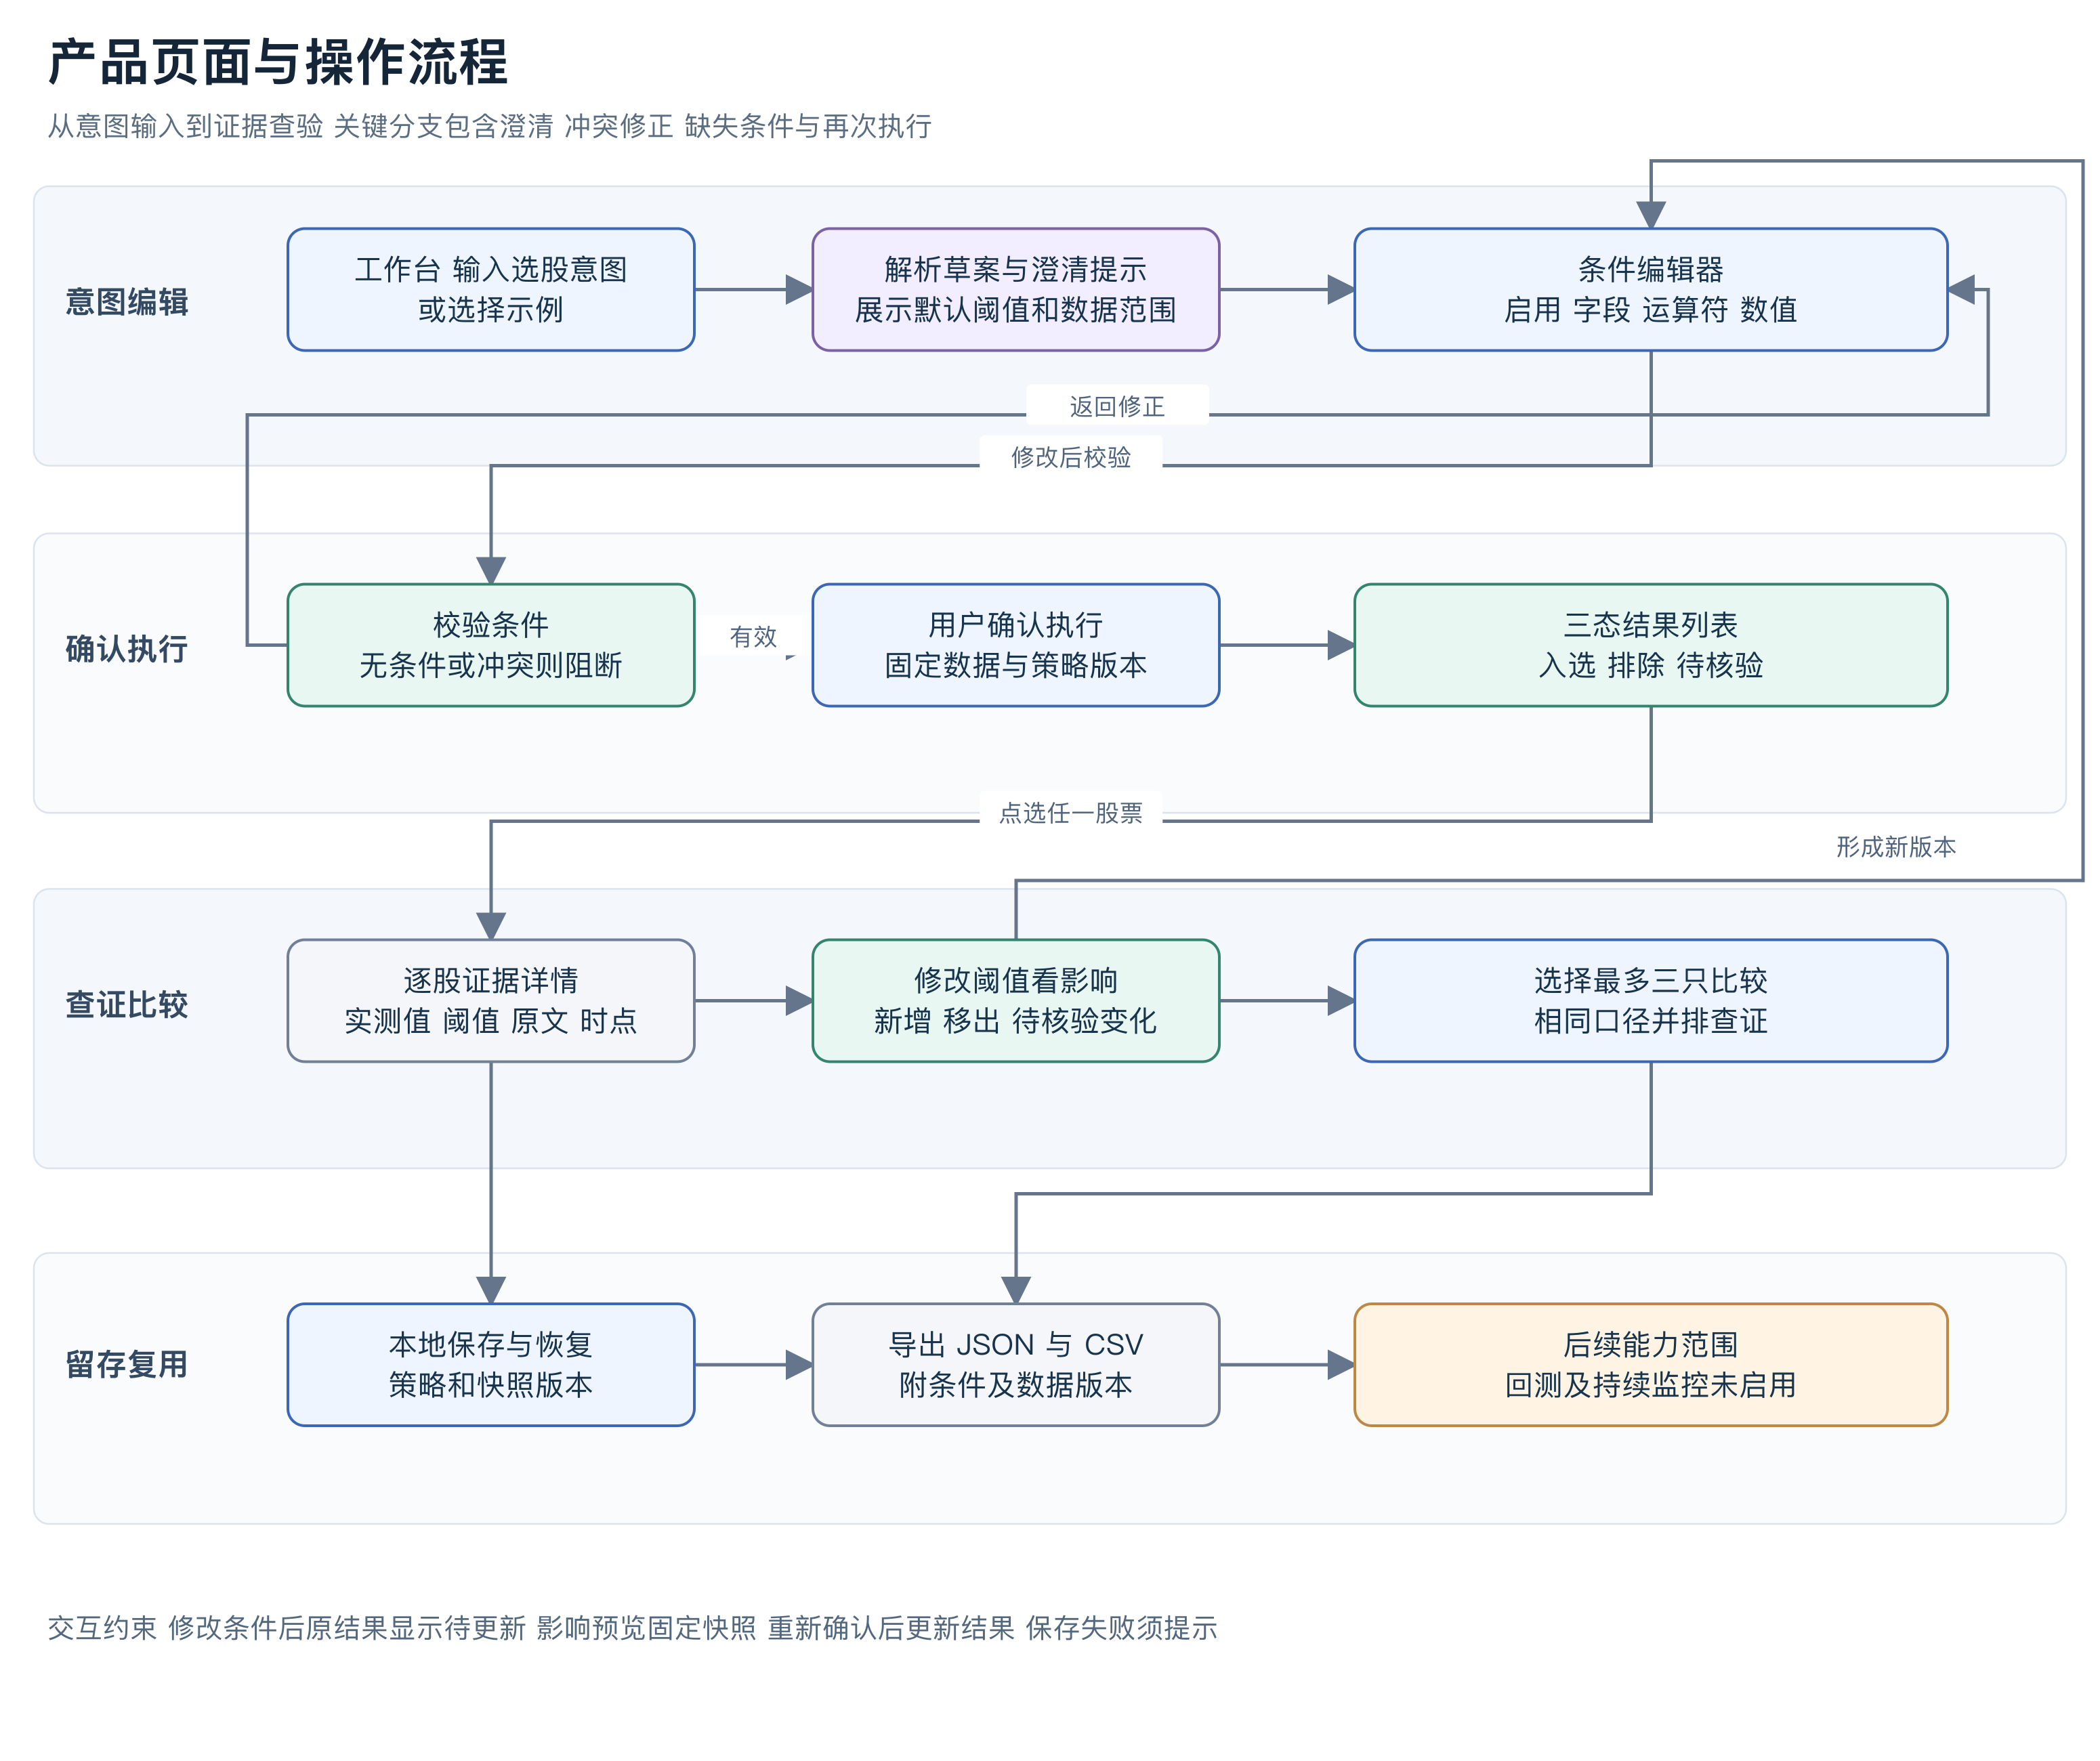 产品页面与操作流程
从意图输入到证据查验 关键分支包含澄清 冲突修正 缺失条件与再次执行
意图编辑
工作台 输入选股意图
或选择示例
解析草案与澄清提示
展示默认阈值和数据范围
条件编辑器
启用 字段 运算符 数值
返回修正
修改后校验
确认执行
校验条件
无条件或冲突则阻断
有效
用户确认执行
固定数据与策略版本
三态结果列表
入选 排除 待核验
点选任一股票
形成新版本
查证比较
逐股证据详情
实测值 阈值 原文 时点
修改阈值看影响
新增 移出 待核验变化
选择最多三只比较
相同口径并排查证
留存复用
本地保存与恢复
策略和快照版本
导出 JSON 与 CSV
附条件及数据版本
后续能力范围
回测及持续监控未启用
交互约束 修改条件后原结果显示待更新 影响预览固定快照 重新确认后更新结果 保存失败须提示